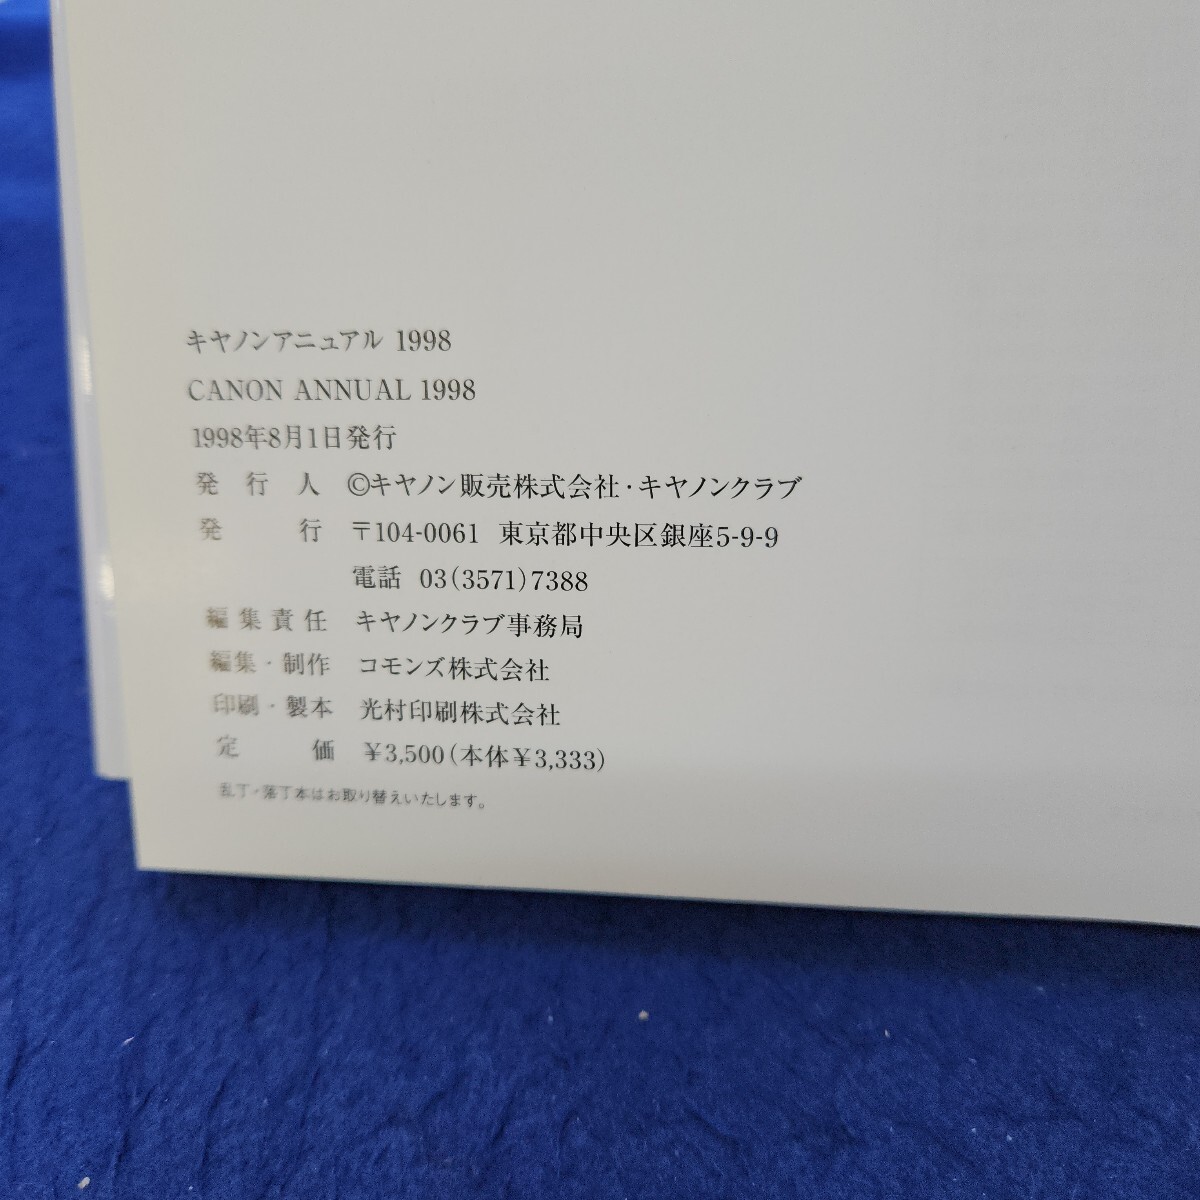 キヤノンアニュアル 1998
CANON ANNUAL 1998
1998年8月1日発行
発行人 ©キヤノン販売株式会社・キヤノンクラブ
発行 〒104-0061 東京都中央区銀座5-9-9
電話 03(3571)7388
編集責任 キヤノンクラブ事務局
編集・制作 コモンズ株式会社
印刷・製本 光村印刷株式会社
定価 ¥3,500(本体¥3,333)
乱丁・落丁本はお取り替えいたします。